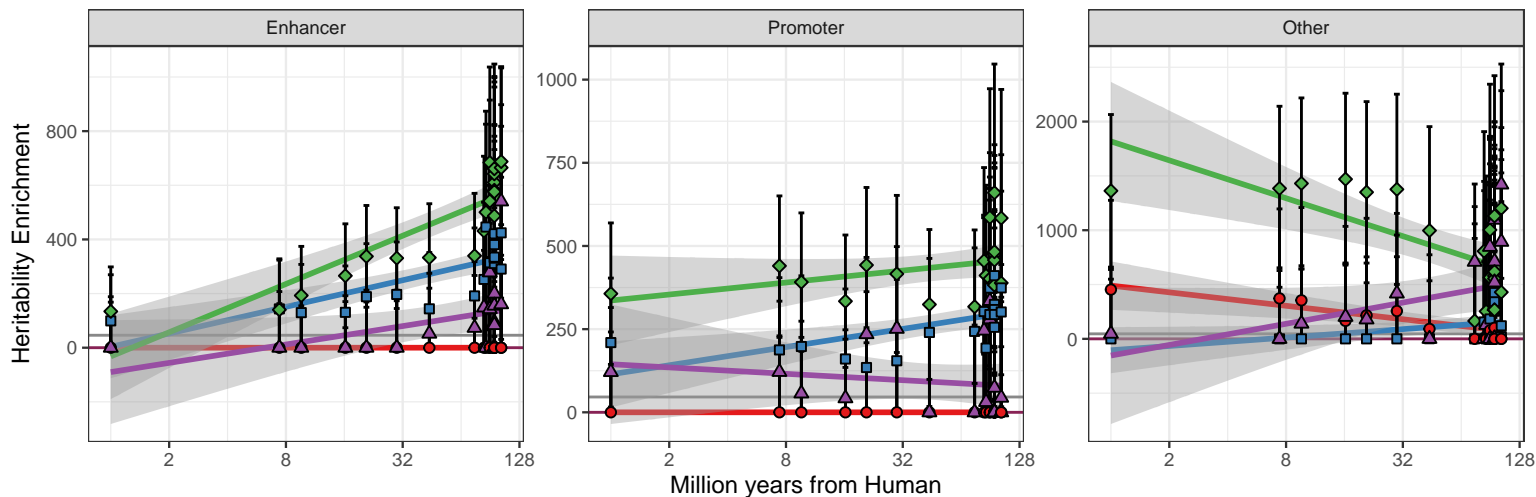 Enhancer
Promoter
Other
Heritability Enrichment
800
400
0
1000
750
500
250
0
2000
1000
0
2 8 32 128
2 8 32 128
2 8 32 128
Million years from Human